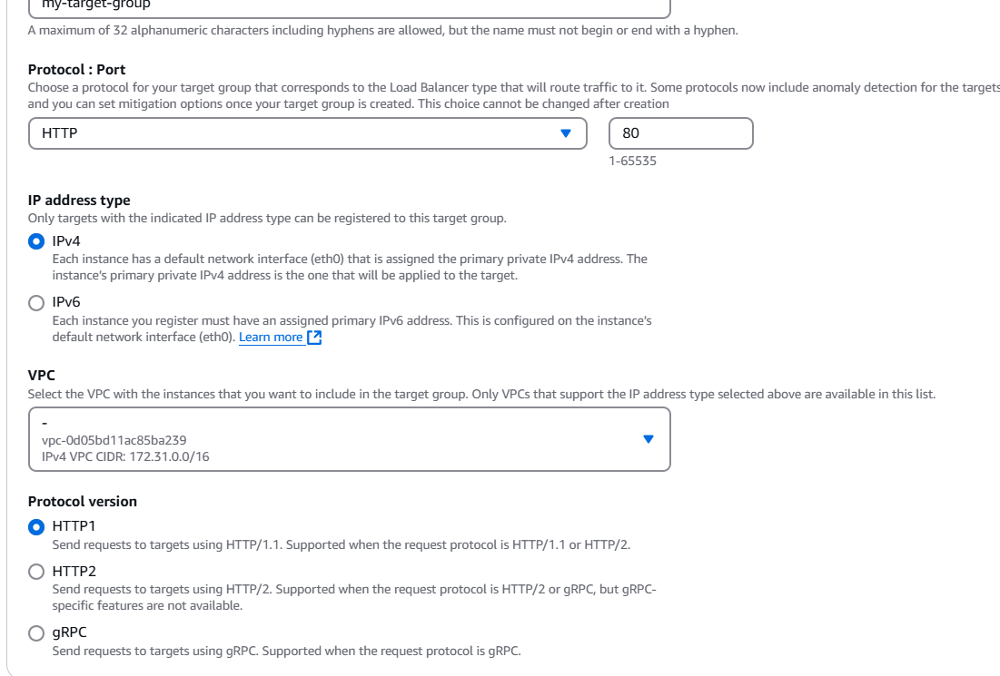 my-target-group
A maximum of 32 alphanumeric characters including hyphens are allowed, but the name must not begin or end with a hyphen.
Protocol : Port
Choose a protocol for your target group that corresponds to the Load Balancer type that will route traffic to it. Some protocols now include anomaly detection for the targets
and you can set mitigation options once your target group is created. This choice cannot be changed after creation
HTTP
80
1-65535
IP address type
Only targets with the indicated IP address type can be registered to this target group.
IPv4
Each instance has a default network interface (eth0) that is assigned the primary private IPv4 address. The
instance's primary private IPv4 address is the one that will be applied to the target.
IPv6
Each instance you register must have an assigned primary IPv6 address. This is configured on the instance's
default network interface (eth0). Learn more
VPC
Select the VPC with the instances that you want to include in the target group. Only VPCs that support the IP address type selected above are available in this list.
-
vpc-0d05bd11ac85ba239
IPv4 VPC CIDR: 172.31.0.0/16
Protocol version
HTTP1
Send requests to targets using HTTP/1.1. Supported when the request protocol is HTTP/1.1 or HTTP/2.
HTTP2
Send requests to targets using HTTP/2. Supported when the request protocol is HTTP/2 or gRPC, but gRPC-
specific features are not available.
gRPC
Send requests to targets using gRPC. Supported when the request protocol is gRPC.